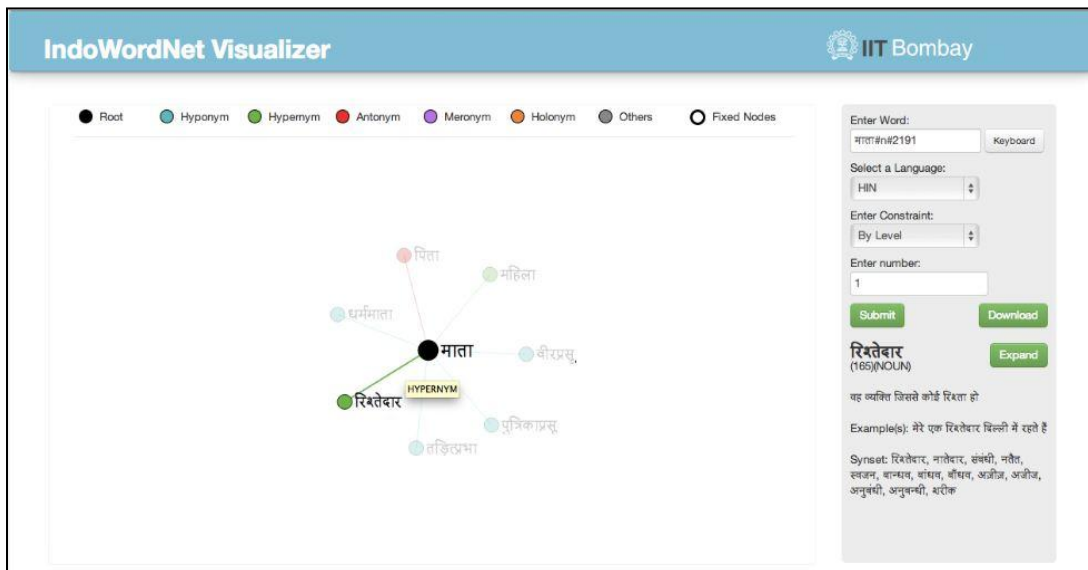 IndoWordNet Visualizer
IIT Bombay
Root Hyponym Hypernym Antonym Meronym Holonym Others Fixed Nodes
पिता
महिला
धर्ममाता
माता
वीरप्रसू
HYPERNYM
रिश्तेदार
पुत्रिकाप्रसू
तड़ित्प्रभा
Enter Word:
माता#n#2191 Keyboard
Select a Language:
HIN
Enter Constraint:
By Level
Enter number:
1
Submit Download
रिश्तेदार Expand
(165)(NOUN)
वह व्यक्ति जिससे कोई रिश्ता हो
Example(s): मेरे एक रिश्तेदार दिल्ली में रहते हैं
Synset: रिश्तेदार, नातेदार, संबंधी, नतैत,
स्वजन, बान्धव, बांधव, बाँधव, अज़ीज़, अजीज,
अनुबंधी, अनुबन्धी, शरीक